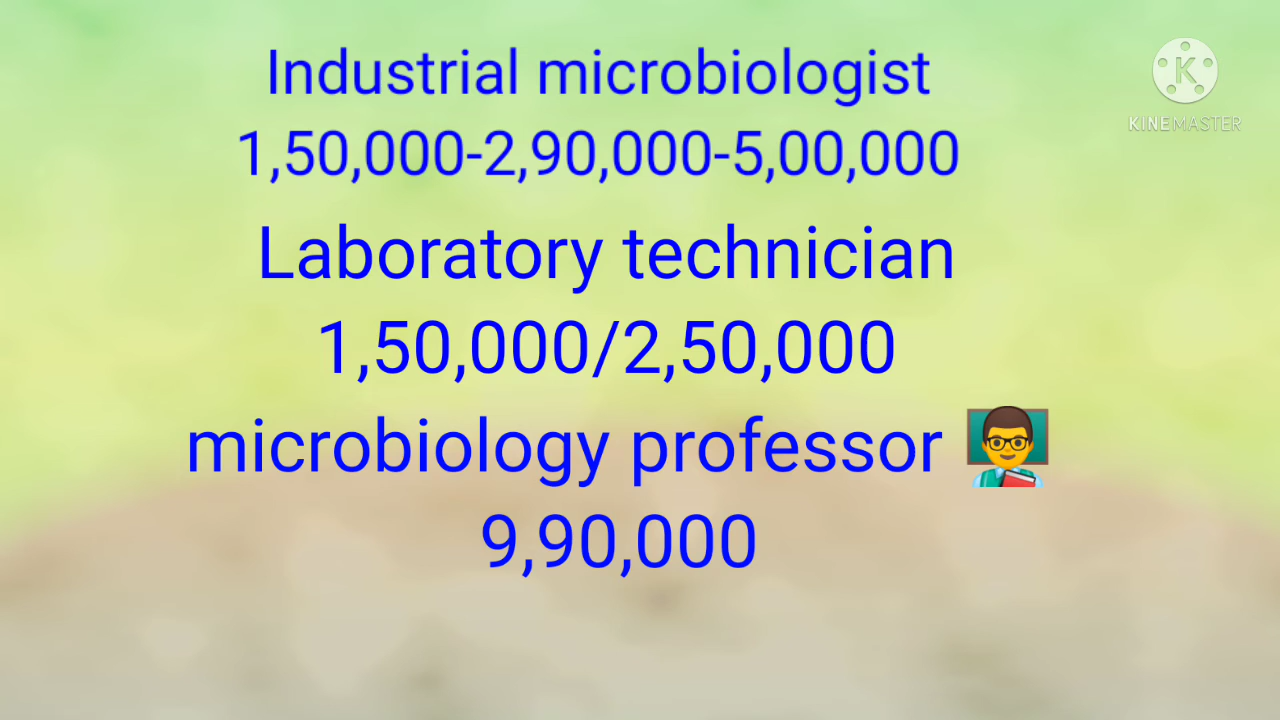 Industrial microbiologist
1,50,000-2,90,000-5,00,000
Laboratory technician
1,50,000/2,50,000
microbiology professor 👨‍🏫
9,90,000
K
KINEMASTER